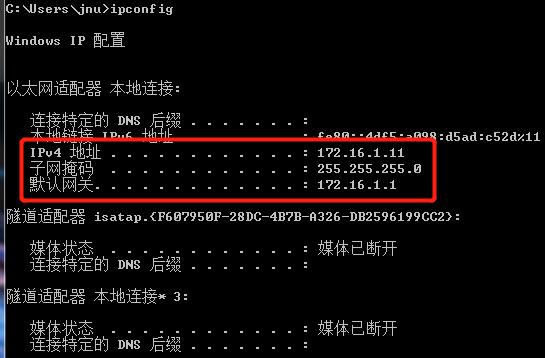 C:\Users\jnu>ipconfig
Windows IP 配置
以太网适配器 本地连接:
连接特定的 DNS 后缀 . . . . . . . :
本地链接 IPv6 地址. . . . . . . . : fe80::4df5:a098:d5ad:c52d%11
IPv4 地址 . . . . . . . . . . . . : 172.16.1.11
子网掩码 . . . . . . . . . . . . : 255.255.255.0
默认网关. . . . . . . . . . . . . : 172.16.1.1
隧道适配器 isatap.{F607950F-28DC-4B7B-A326-DB2596199CC2}:
媒体状态 . . . . . . . . . . . . : 媒体已断开
连接特定的 DNS 后缀 . . . . . . . :
隧道适配器 本地连接* 3:
媒体状态 . . . . . . . . . . . . : 媒体已断开
连接特定的 DNS 后缀 . . . . . . . :